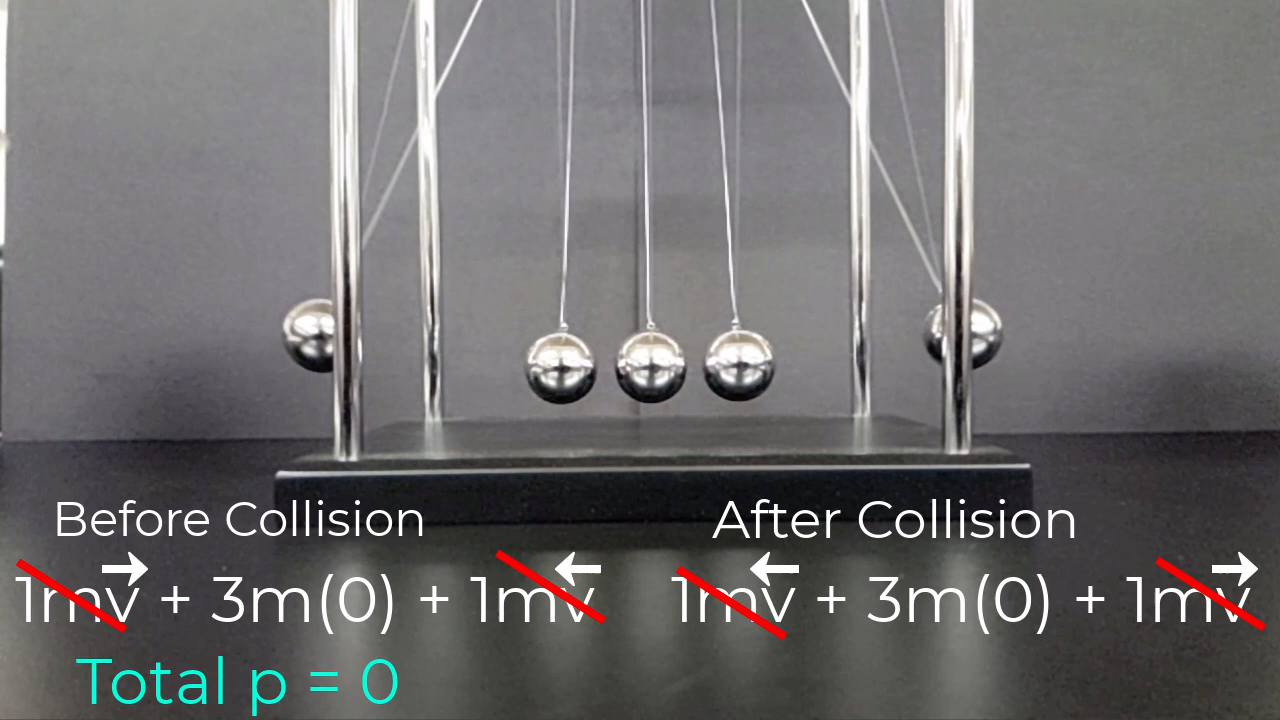 Before Collision
After Collision
1mv + 3m(0) + 1mv
1mv + 3m(0) + 1mv
Total p = 0